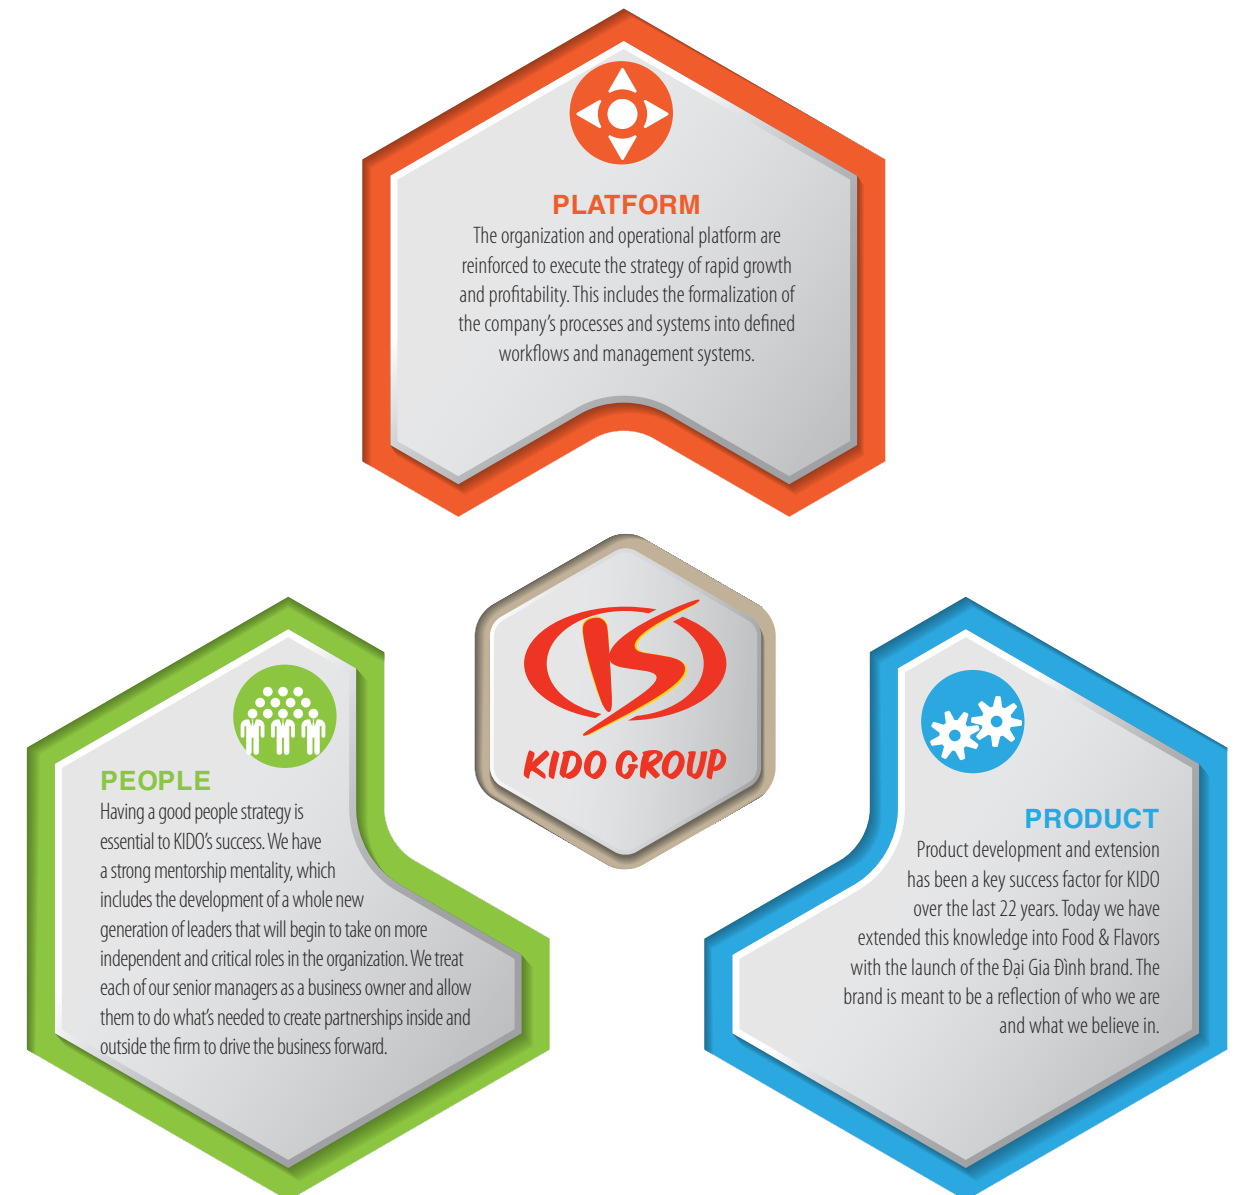 PLATFORM
The organization and operational platform are
reinforced to execute the strategy of rapid growth
and profitability. This includes the formalization of
the company's processes and systems into defined
workflows and management systems.
KIDO GROUP
PEOPLE
Having a good people strategy is
essential to KIDO's success. We have
a strong mentorship mentality, which
includes the development of a whole new
generation of leaders that will begin to take on more
independent and critical roles in the organization. We treat
each of our senior managers as a business owner and allow
them to do what's needed to create partnerships inside and
outside the firm to drive the business forward.
PRODUCT
Product development and extension
has been a key success factor for KIDO
over the last 22 years. Today we have
extended this knowledge into Food & Flavors
with the launch of the Đại Gia Đình brand. The
brand is meant to be a reflection of who we are
and what we believe in.